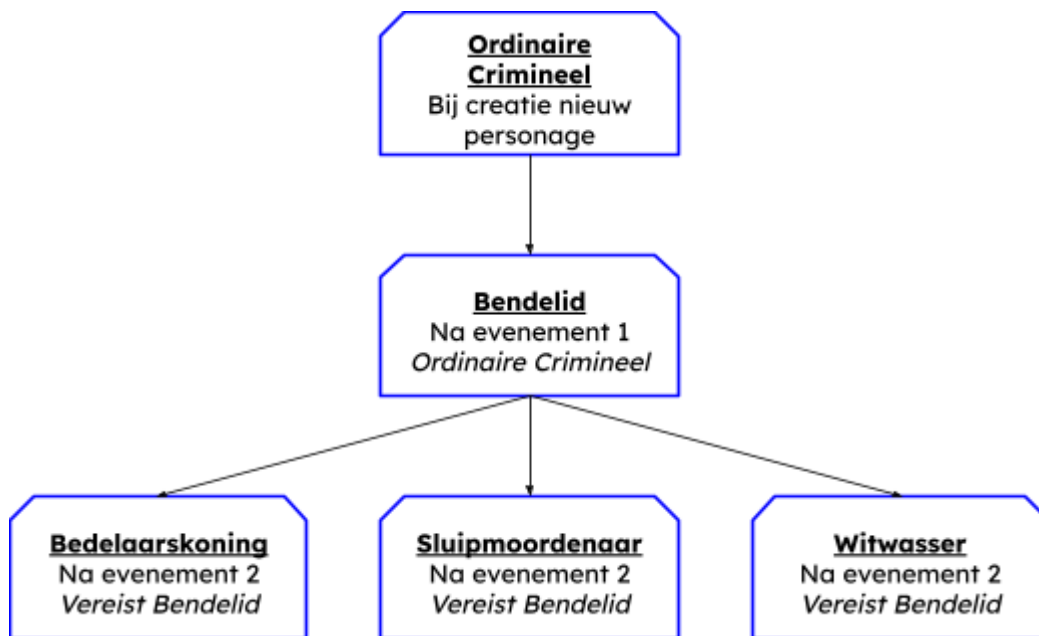 Ordinaire
Crimineel
Bij creatie nieuw
personage
Bendelid
Na evenement 1
Ordinaire Crimineel
Bedelaarskoning
Na evenement 2
Vereist Bendelid
Sluipmoordenaar
Na evenement 2
Vereist Bendelid
Witwasser
Na evenement 2
Vereist Bendelid